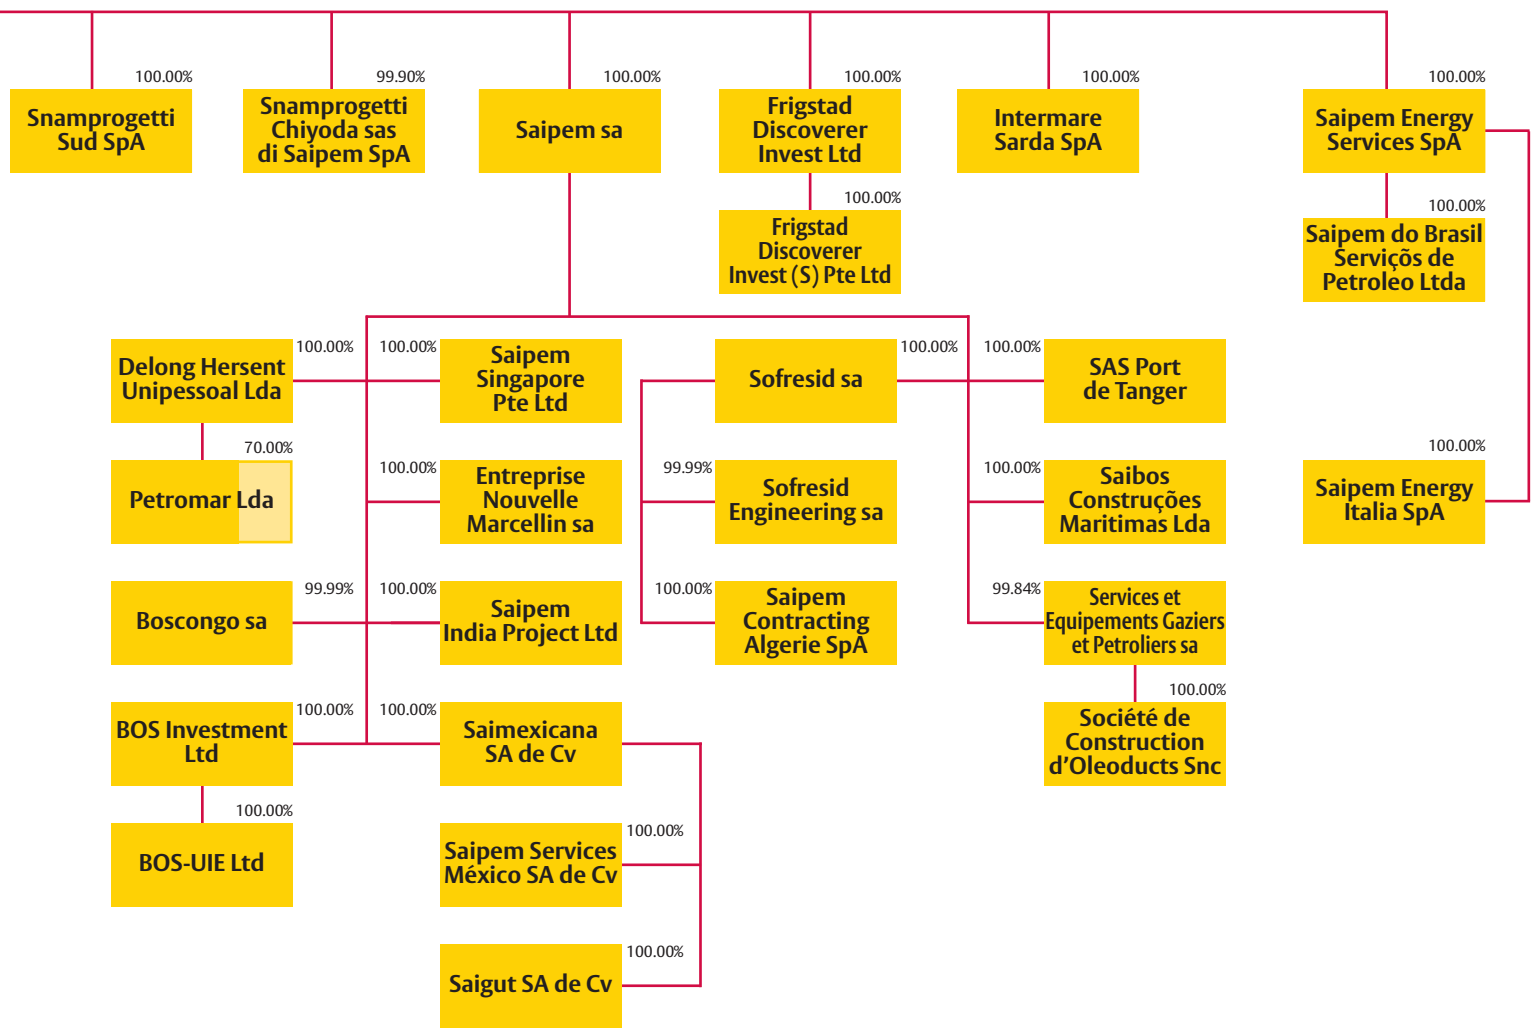 100.00%
Snamprogetti
Sud SpA
99.90%
Snamprogetti
Chiyoda sas
di Saipem SpA
100.00%
Saipem sa
100.00%
Frigstad
Discoverer
Invest Ltd
100.00%
Intermare
Sarda SpA
100.00%
Saipem Energy
Services SpA
100.00%
Frigstad
Discoverer
Invest (S) Pte Ltd
100.00%
Saipem do Brasil
Serviçõs de
Petroleo Ltda
100.00%
Delong Hersent
Unipessoal Lda
100.00%
Saipem
Singapore
Pte Ltd
100.00%
Sofresid sa
100.00%
SAS Port
de Tanger
70.00%
Petromar Lda
100.00%
Entreprise
Nouvelle
Marcellin sa
99.99%
Sofresid
Engineering sa
100.00%
Saibos
Construções
Maritimas Lda
100.00%
Saipem Energy
Italia SpA
99.99%
Boscongo sa
100.00%
Saipem
India Project Ltd
100.00%
Saipem
Contracting
Algerie SpA
99.84%
Services et
Equipements Gaziers
et Petroliers sa
100.00%
BOS Investment
Ltd
100.00%
Saimexicana
SA de Cv
100.00%
Société de
Construction
d'Oleoducts Snc
100.00%
BOS-UIE Ltd
100.00%
Saipem Services
México SA de Cv
100.00%
Saigut SA de Cv